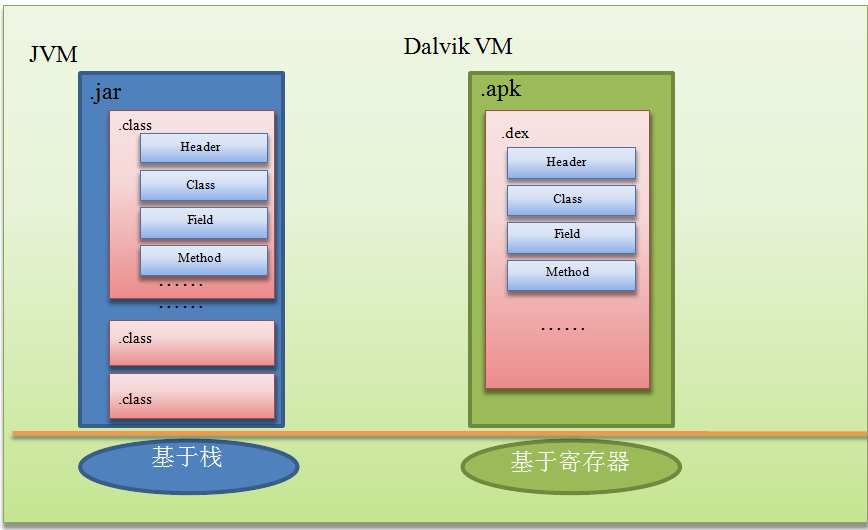 JVM
.jar
.class
Header
Class
Field
Method
……
……
.class
.class
基于栈
Dalvik VM
.apk
.dex
Header
Class
Field
Method
……
基于寄存器